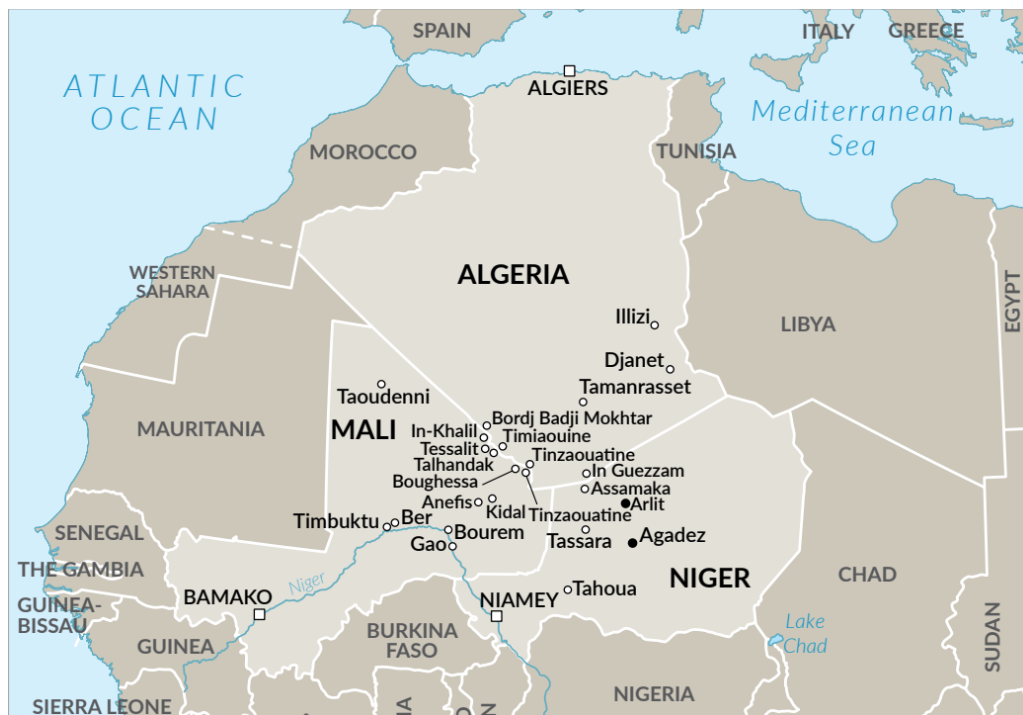 SPAIN
ITALY
GREECE
ATLANTIC
OCEAN
ALGIERS
Mediterranean
Sea
MOROCCO
TUNISIA
WESTERN
SAHARA
ALGERIA
LIBYA
EGYPT
Illizi
Djanet
Tamanrasset
Taoudenni
MAURITANIA
MALI
Bordj Badji Mokhtar
In-Khalil
Timiaouine
Tessalit
Tinzaouatine
Talhandak
In Guezzam
Boughessa
Assamaka
Anefis
Kidal
Arlit
Tinzaouatine
Timbuktu
Ber
Bourem
Gao
Tassara
Agadez
SENEGAL
THE GAMBIA
GUINEA-
BISSAU
BAMAKO
Niger
NIAMEY
Tahoua
NIGER
CHAD
GUINEA
BURKINA
FASO
Lake
Chad
SUDAN
SIERRA LEONE
NIGERIA
IA
O
N